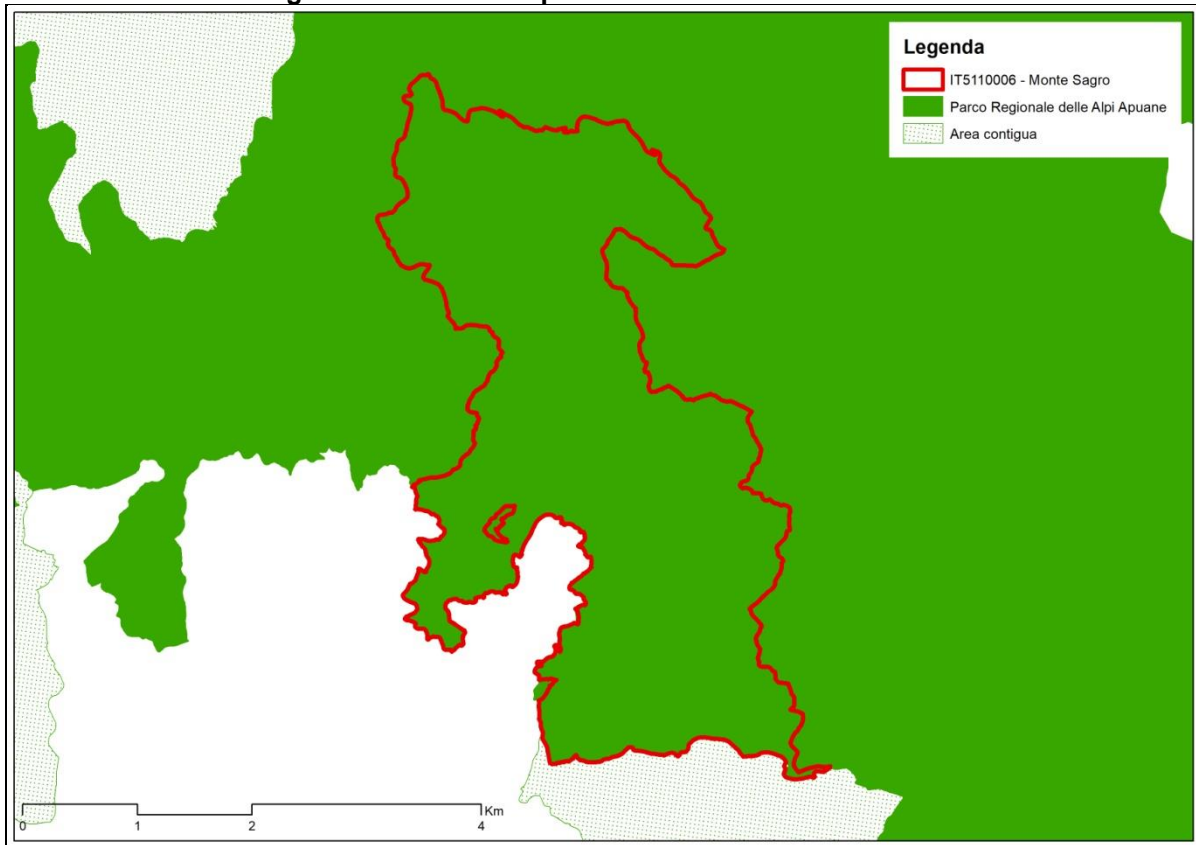 Legenda
IT5110006 - Monte Sagro
Parco Regionale delle Alpi Apuane
Area contigua
Km
0 1 2 4